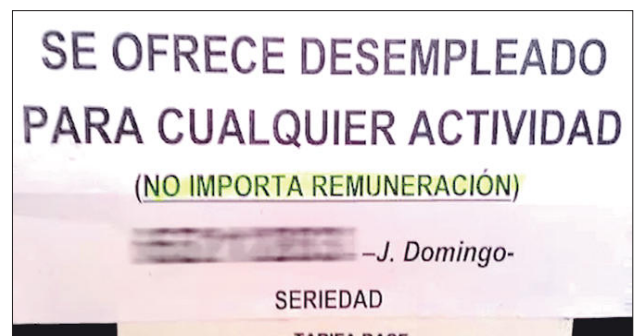 SE OFRECE DESEMPLEADO
PARA CUALQUIER ACTIVIDAD
(NO IMPORTA REMUNERACIÓN)
–J. Domingo-
SERIEDAD